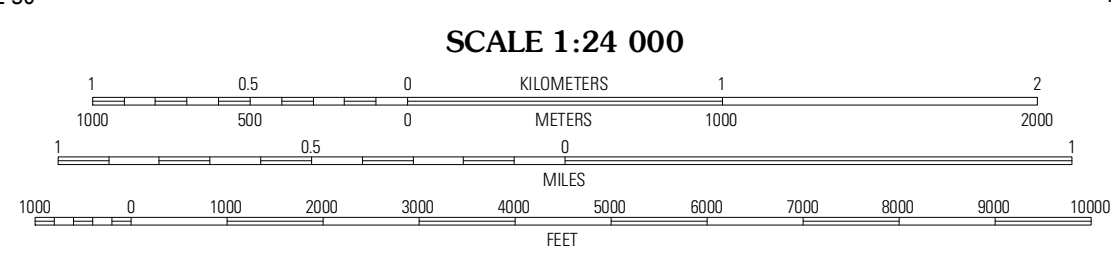 SCALE 1:24 000
1 0.5 0 KILOMETERS 1 2
1000 500 0 METERS 1000 2000
1 0.5 0 1
MILES
1000 0 1000 2000 3000 4000 5000 6000 7000 8000 9000 10000
FEET